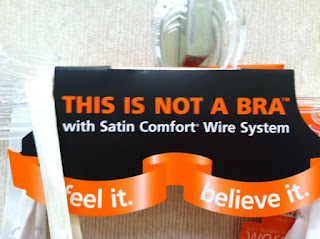 THIS IS NOT A BRA™
with Satin Comfort® Wire System
feel it. believe it.